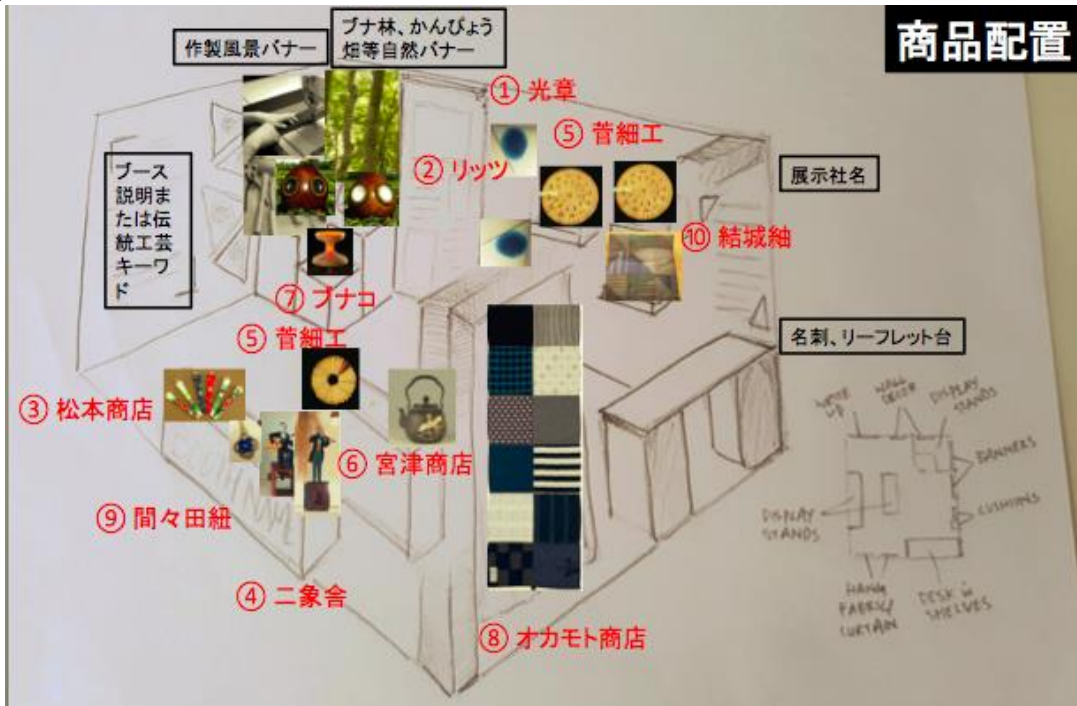 商品配置
作製風景バナー
ブナ林、かんぴょう
畑等自然バナー
① 光章
⑤ 菅細工
② リッツ
ブース
説明ま
たは伝
統工芸
キーワ
ド
展示社名
⑩ 結城紬
⑦ ブナコ
⑤ 菅細工
名刺、リーフレット台
③ 松本商店
⑥ 宮津商店
⑨ 間々田紐
④ 二象舎
⑧ オカモト商店
WALL
DECOR
DISPLAY
STANDS
BANNERS
CUSHIONS
DISPLAY
STANDS
HANG
FABRIC/
CURTAIN
DESK w
SHELVES